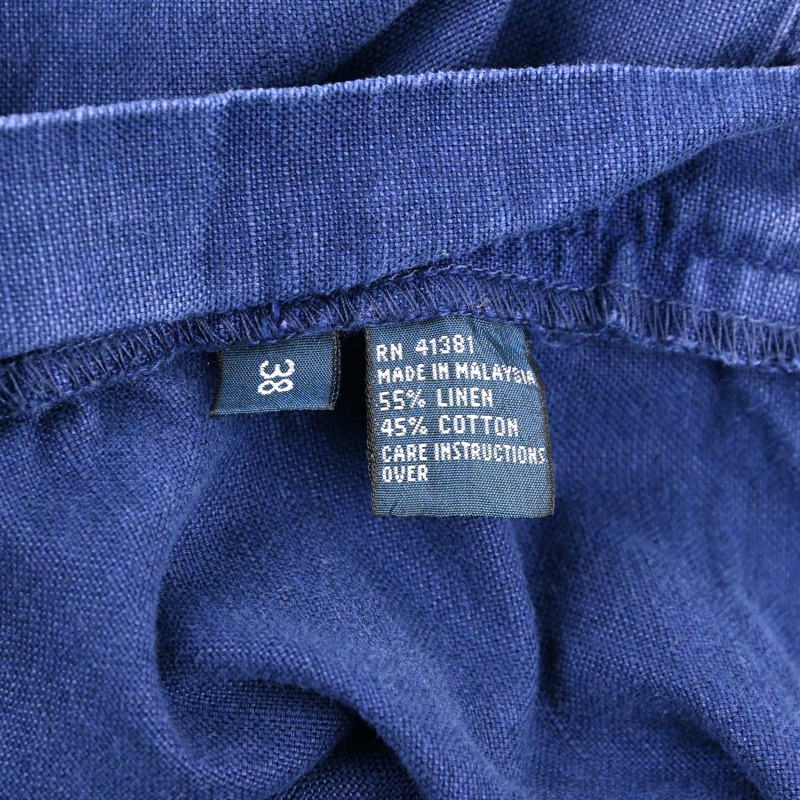 38
RN 41381
MADE IN MALAYSIA
55% LINEN
45% COTTON
CARE INSTRUCTIONS
OVER